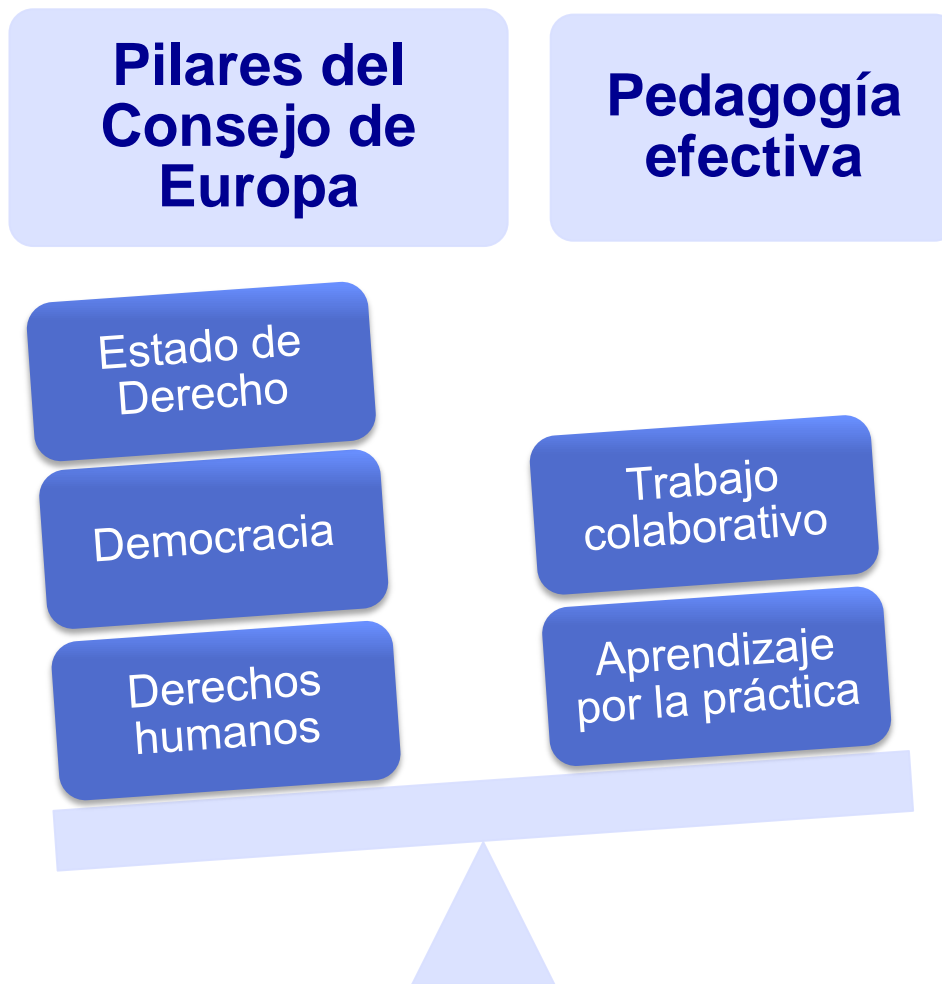 Pilares del
Consejo de
Europa
Pedagogía
efectiva
Estado de
Derecho
Democracia
Derechos
humanos
Trabajo
colaborativo
Aprendizaje
por la práctica